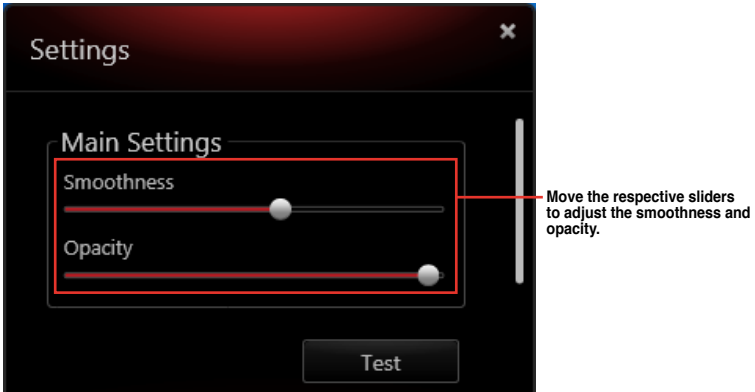 Settings
Main Settings
Smoothness
Opacity
Test
Move the respective sliders
to adjust the smoothness and
opacity.